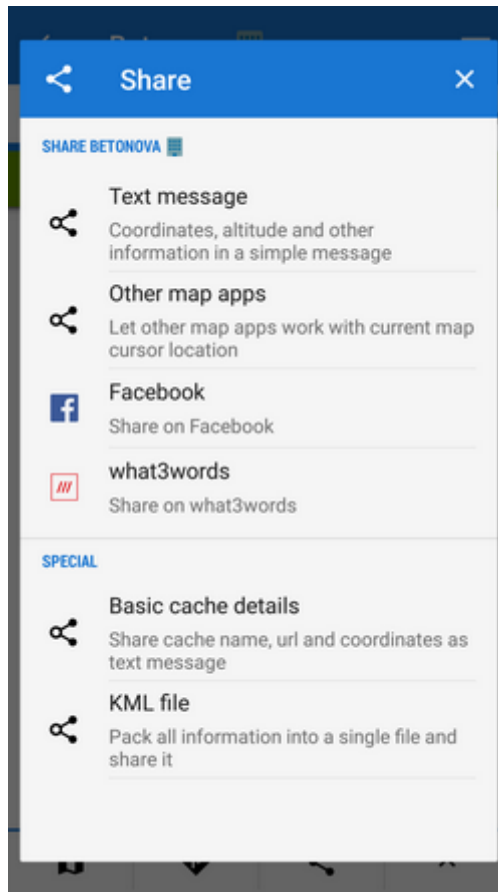 Share
SHARE BETONOVA
Text message
Coordinates, altitude and other
information in a simple message
Other map apps
Let other map apps work with current map
cursor location
Facebook
Share on Facebook
what3words
Share on what3words
SPECIAL
Basic cache details
Share cache name, url and coordinates as
text message
KML file
Pack all information into a single file and
share it